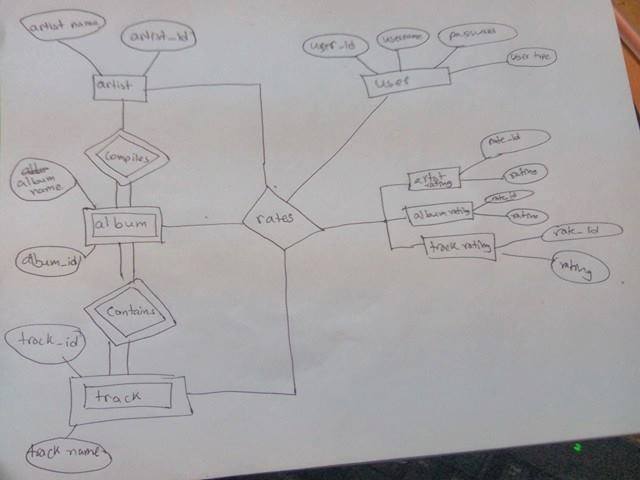 artist name
artist_id
user_id
username
password
user type
artist
user
Compiles
album
name
album
album_id
rates
artist
rating
rate_id
rating
album rating
rate_id
rating
track rating
rate_id
rating
Contains
track_id
track
track name